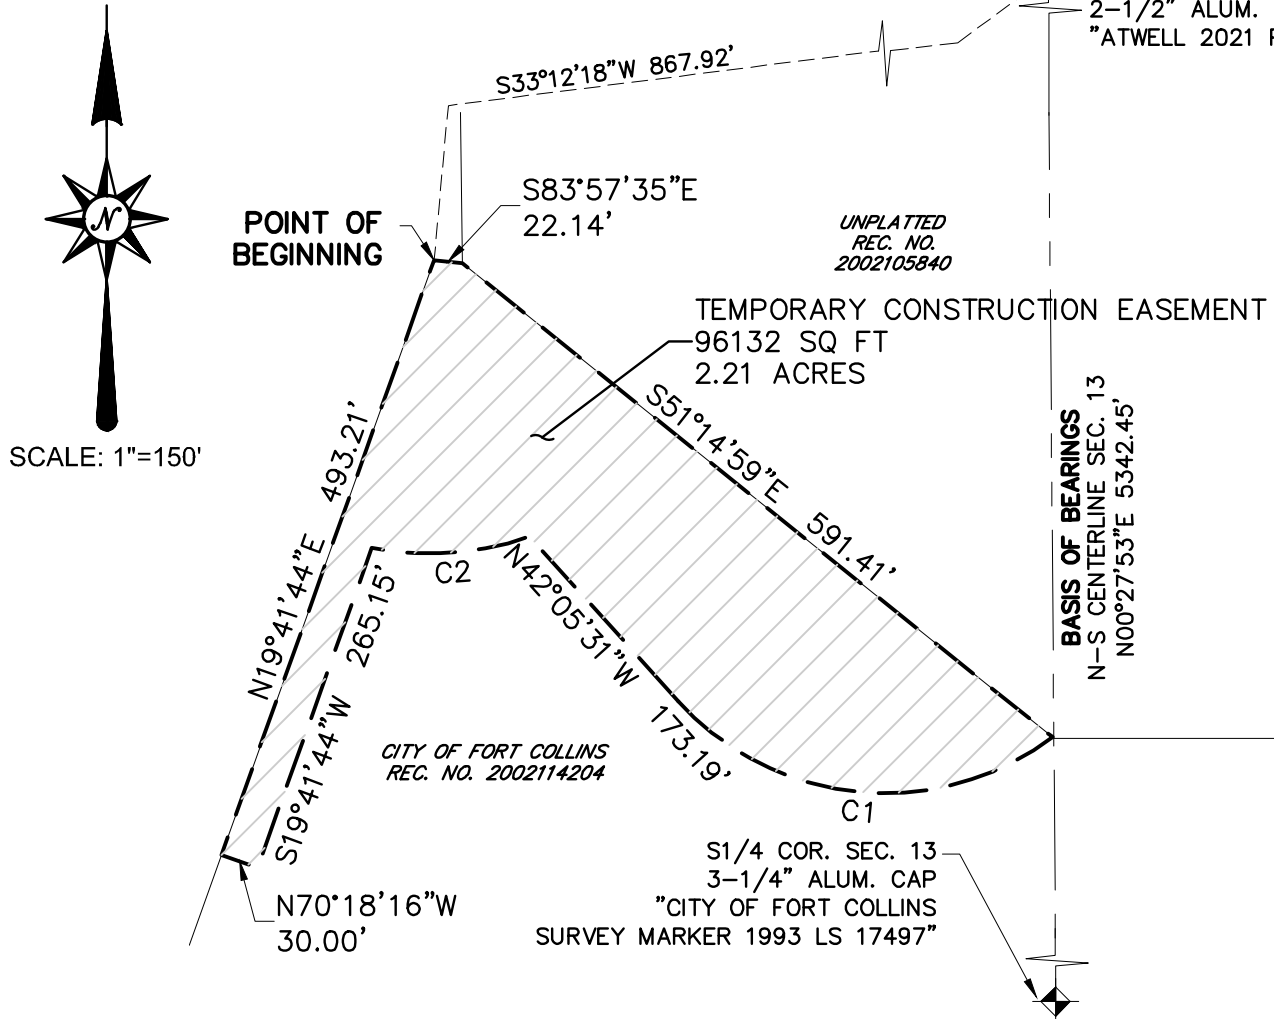 2-1/2" ALUM.
"ATWELL 2021
S33°12'18"W 867.92'
S83°57'35"E
22.14'
POINT OF
BEGINNING
UNPLATTED
REC. NO.
2002105840
N
TEMPORARY CONSTRUCTION EASEMENT
96132 SQ FT
2.21 ACRES
SCALE: 1"=150'
S51°14'59"E 591.41'
N19°41'44"E 493.21'
BASIS OF BEARINGS
N-S CENTERLINE SEC. 13
N00°27'53"E 5342.45'
C2
N42°05'31"W 173.19'
S19°41'44"W 265.15'
CITY OF FORT COLLINS
REC. NO. 2002114204
C1
S1/4 COR. SEC. 13
3-1/4" ALUM. CAP
"CITY OF FORT COLLINS
SURVEY MARKER 1993 LS 17497"
N70°18'16"W
30.00'